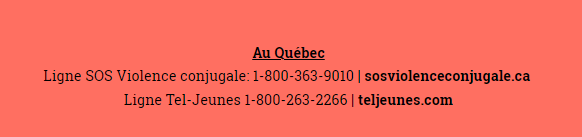 Au Québec
Ligne SOS Violence conjugale: 1-800-363-9010 | sosviolenceconjugale.ca
Ligne Tel-Jeunes 1-800-263-2266 | teljeunes.com